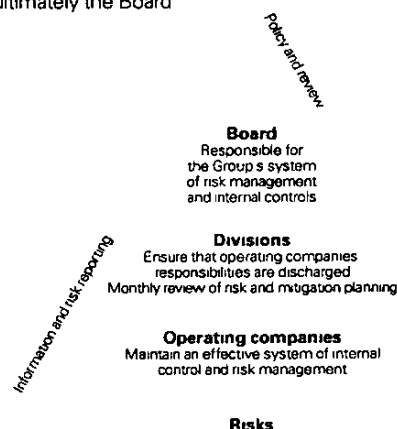 ultimately the Board
Policy and review
Board
Responsible for
the Group s system
of risk management
and internal controls
Divisions
Ensure that operating companies
responsibilities are discharged
Monthly review of risk and mitigation planning
Information and risk reporting
Operating companies
Maintain an effective system of internal
control and risk management
Risks